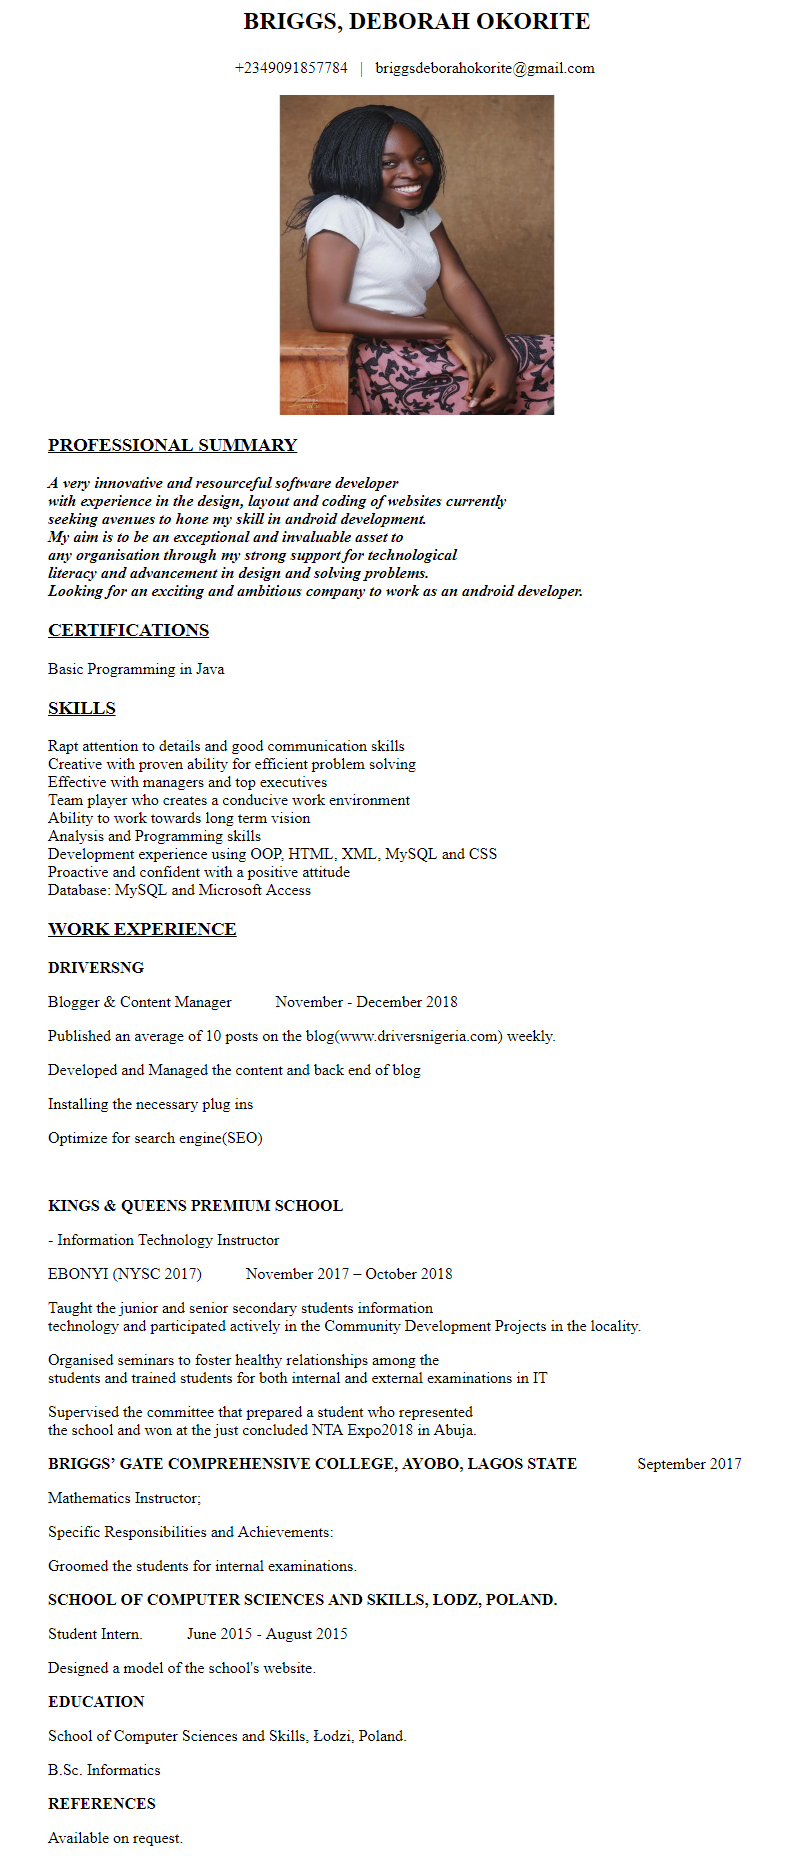 BRIGGS, DEBORAH OKORITE
+2349091857784 | briggsdeborahokorite@gmail.com
PROFESSIONAL SUMMARY
A very innovative and resourceful software developer
with experience in the design, layout and coding of websites currently
seeking avenues to hone my skill in android development.
My aim is to be an exceptional and invaluable asset to
any organisation through my strong support for technological
literacy and advancement in design and solving problems.
Looking for an exciting and ambitious company to work as an android developer.
CERTIFICATIONS
Basic Programming in Java
SKILLS
Rapt attention to details and good communication skills
Creative with proven ability for efficient problem solving
Effective with managers and top executives
Team player who creates a conducive work environment
Ability to work towards long term vision
Analysis and Programming skills
Development experience using OOP, HTML, XML, MySQL and CSS
Proactive and confident with a positive attitude
Database: MySQL and Microsoft Access
WORK EXPERIENCE
DRIVERSNG
Blogger & Content Manager November - December 2018
Published an average of 10 posts on the blog(www.driversnigeria.com) weekly.
Developed and Managed the content and back end of blog
Installing the necessary plug ins
Optimize for search engine(SEO)
KINGS & QUEENS PREMIUM SCHOOL
- Information Technology Instructor
EBONYI (NYSC 2017) November 2017 – October 2018
Taught the junior and senior secondary students information
technology and participated actively in the Community Development Projects in the locality.
Organised seminars to foster healthy relationships among the
students and trained students for both internal and external examinations in IT
Supervised the committee that prepared a student who represented
the school and won at the just concluded NTA Expo2018 in Abuja.
BRIGGS’ GATE COMPREHENSIVE COLLEGE, AYOBO, LAGOS STATE September 2017
Mathematics Instructor;
Specific Responsibilities and Achievements:
Groomed the students for internal examinations.
SCHOOL OF COMPUTER SCIENCES AND SKILLS, LODZ, POLAND.
Student Intern. June 2015 - August 2015
Designed a model of the school's website.
EDUCATION
School of Computer Sciences and Skills, Łodzi, Poland.
B.Sc. Informatics
REFERENCES
Available on request.